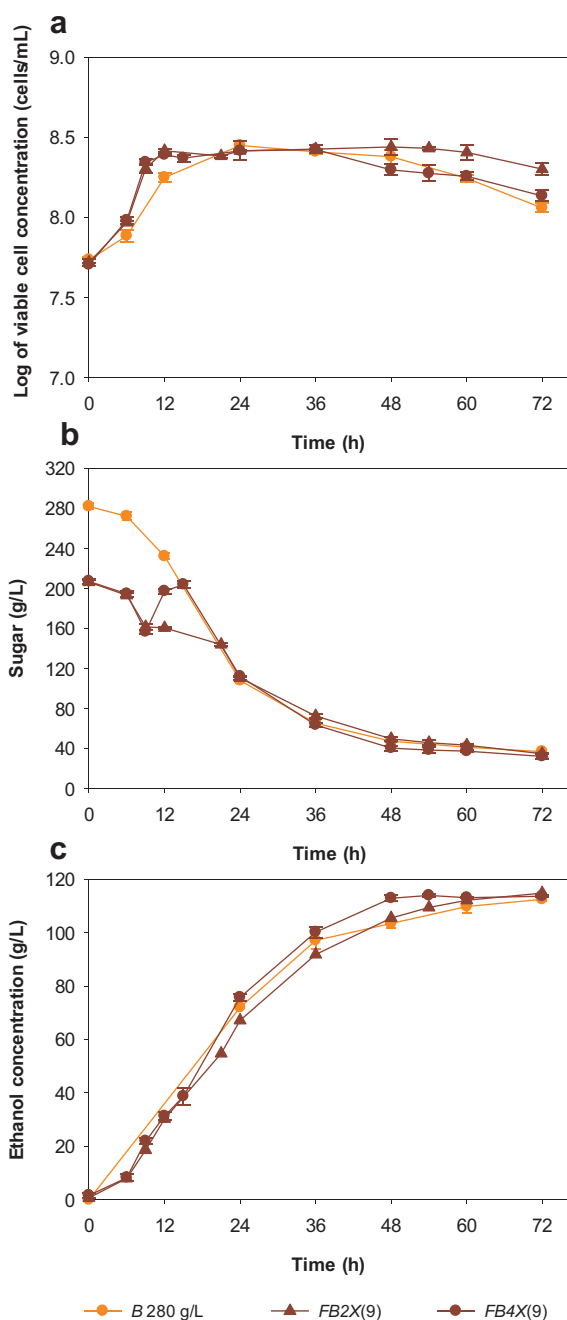 a
Log of viable cell concentration (cells/mL)
9.0
8.5
8.0
7.5
7.0
0 12 24 36 48 60 72
Time (h)
b
Sugar (g/L)
320
280
240
200
160
120
80
40
0
0 12 24 36 48 60 72
Time (h)
c
Ethanol concentration (g/L)
120
100
80
60
40
20
0
0 12 24 36 48 60 72
Time (h)
B 280 g/L FB2X(9) FB4X(9)